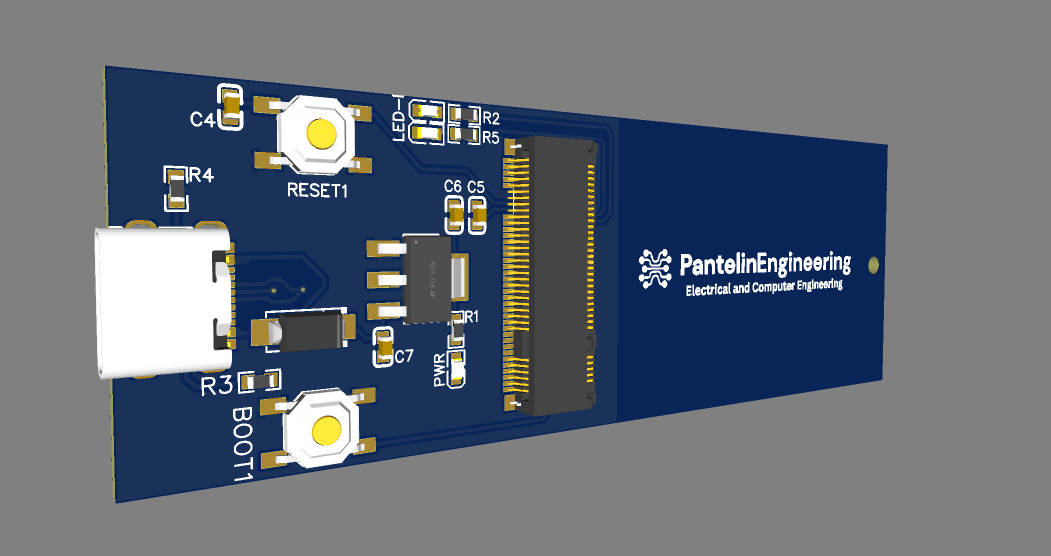 C4
LED-
R2
R5
R4
RESET1
C6 C5
PantelinEngineering
Electrical and Computer Engineering
R1
C7
PWR
R3
BOOT1